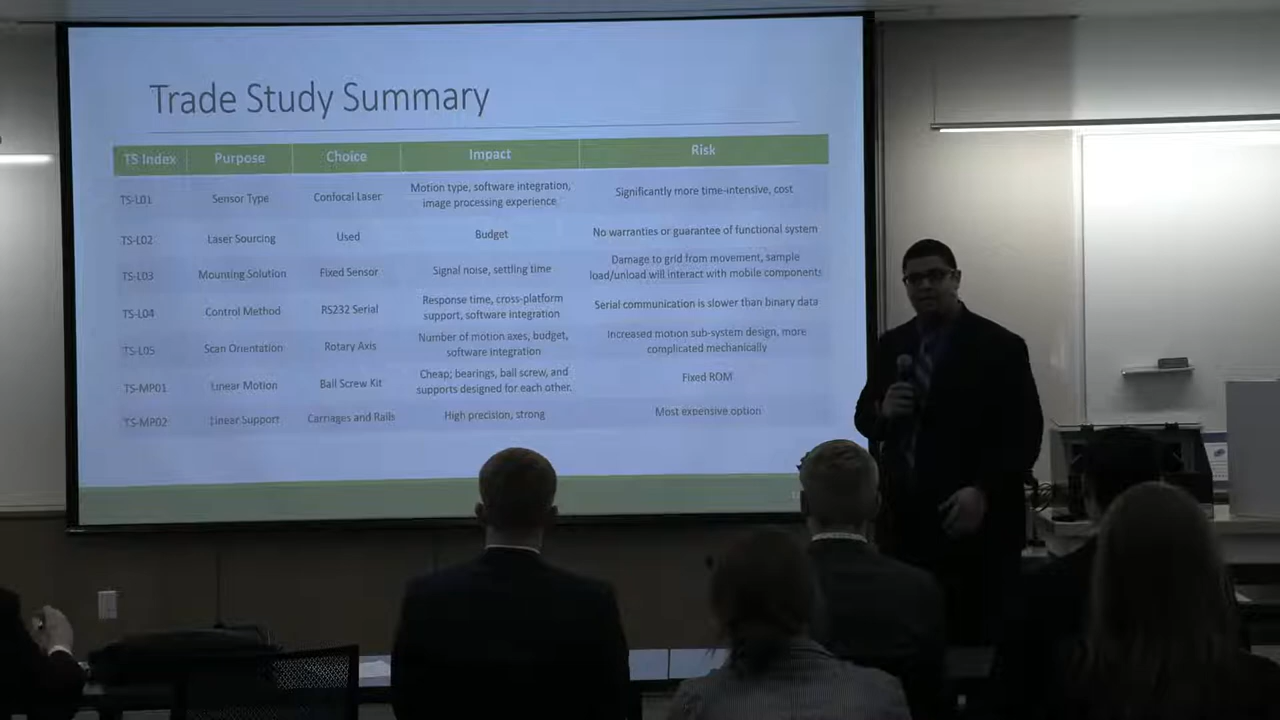 Trade Study Summary
TS Index Purpose Choice Impact Risk
TS-L01 Sensor Type Confocal Laser Motion type, software integration, Significantly more time-intensive, cost
image processing experience
TS-L02 Laser Sourcing Used Budget No warranties or guarantee of functional system
TS-L03 Mounting Solution Fixed Sensor Signal noise, settling time Damage to grid from movement, sample
load/unload will interact with mobile components
TS-L04 Control Method RS232 Serial Response time, cross-platform Serial communication is slower than binary data
support, software integration
TS-L05 Scan Orientation Rotary Axis Number of motion axes, budget, Increased motion sub-system design, more
software integration complicated mechanically
TS-MP01 Linear Motion Ball Screw Kit Cheap; bearings, ball screw, and Fixed ROM
supports designed for each other.
TS-MP02 Linear Support Carriages and Rails High precision, strong Most expensive option